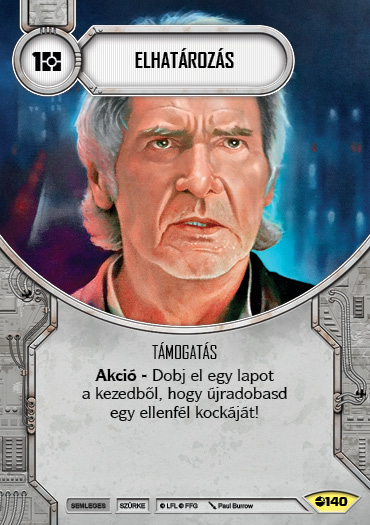 1
ELHATÁROZÁS
TÁMOGATÁS
Akció - Dobj el egy lapot
a kezedből, hogy újradobasd
egy ellenfél kockáját!
SEMLEGES SZÜRKE © LFL © FFG Paul Burrow 140